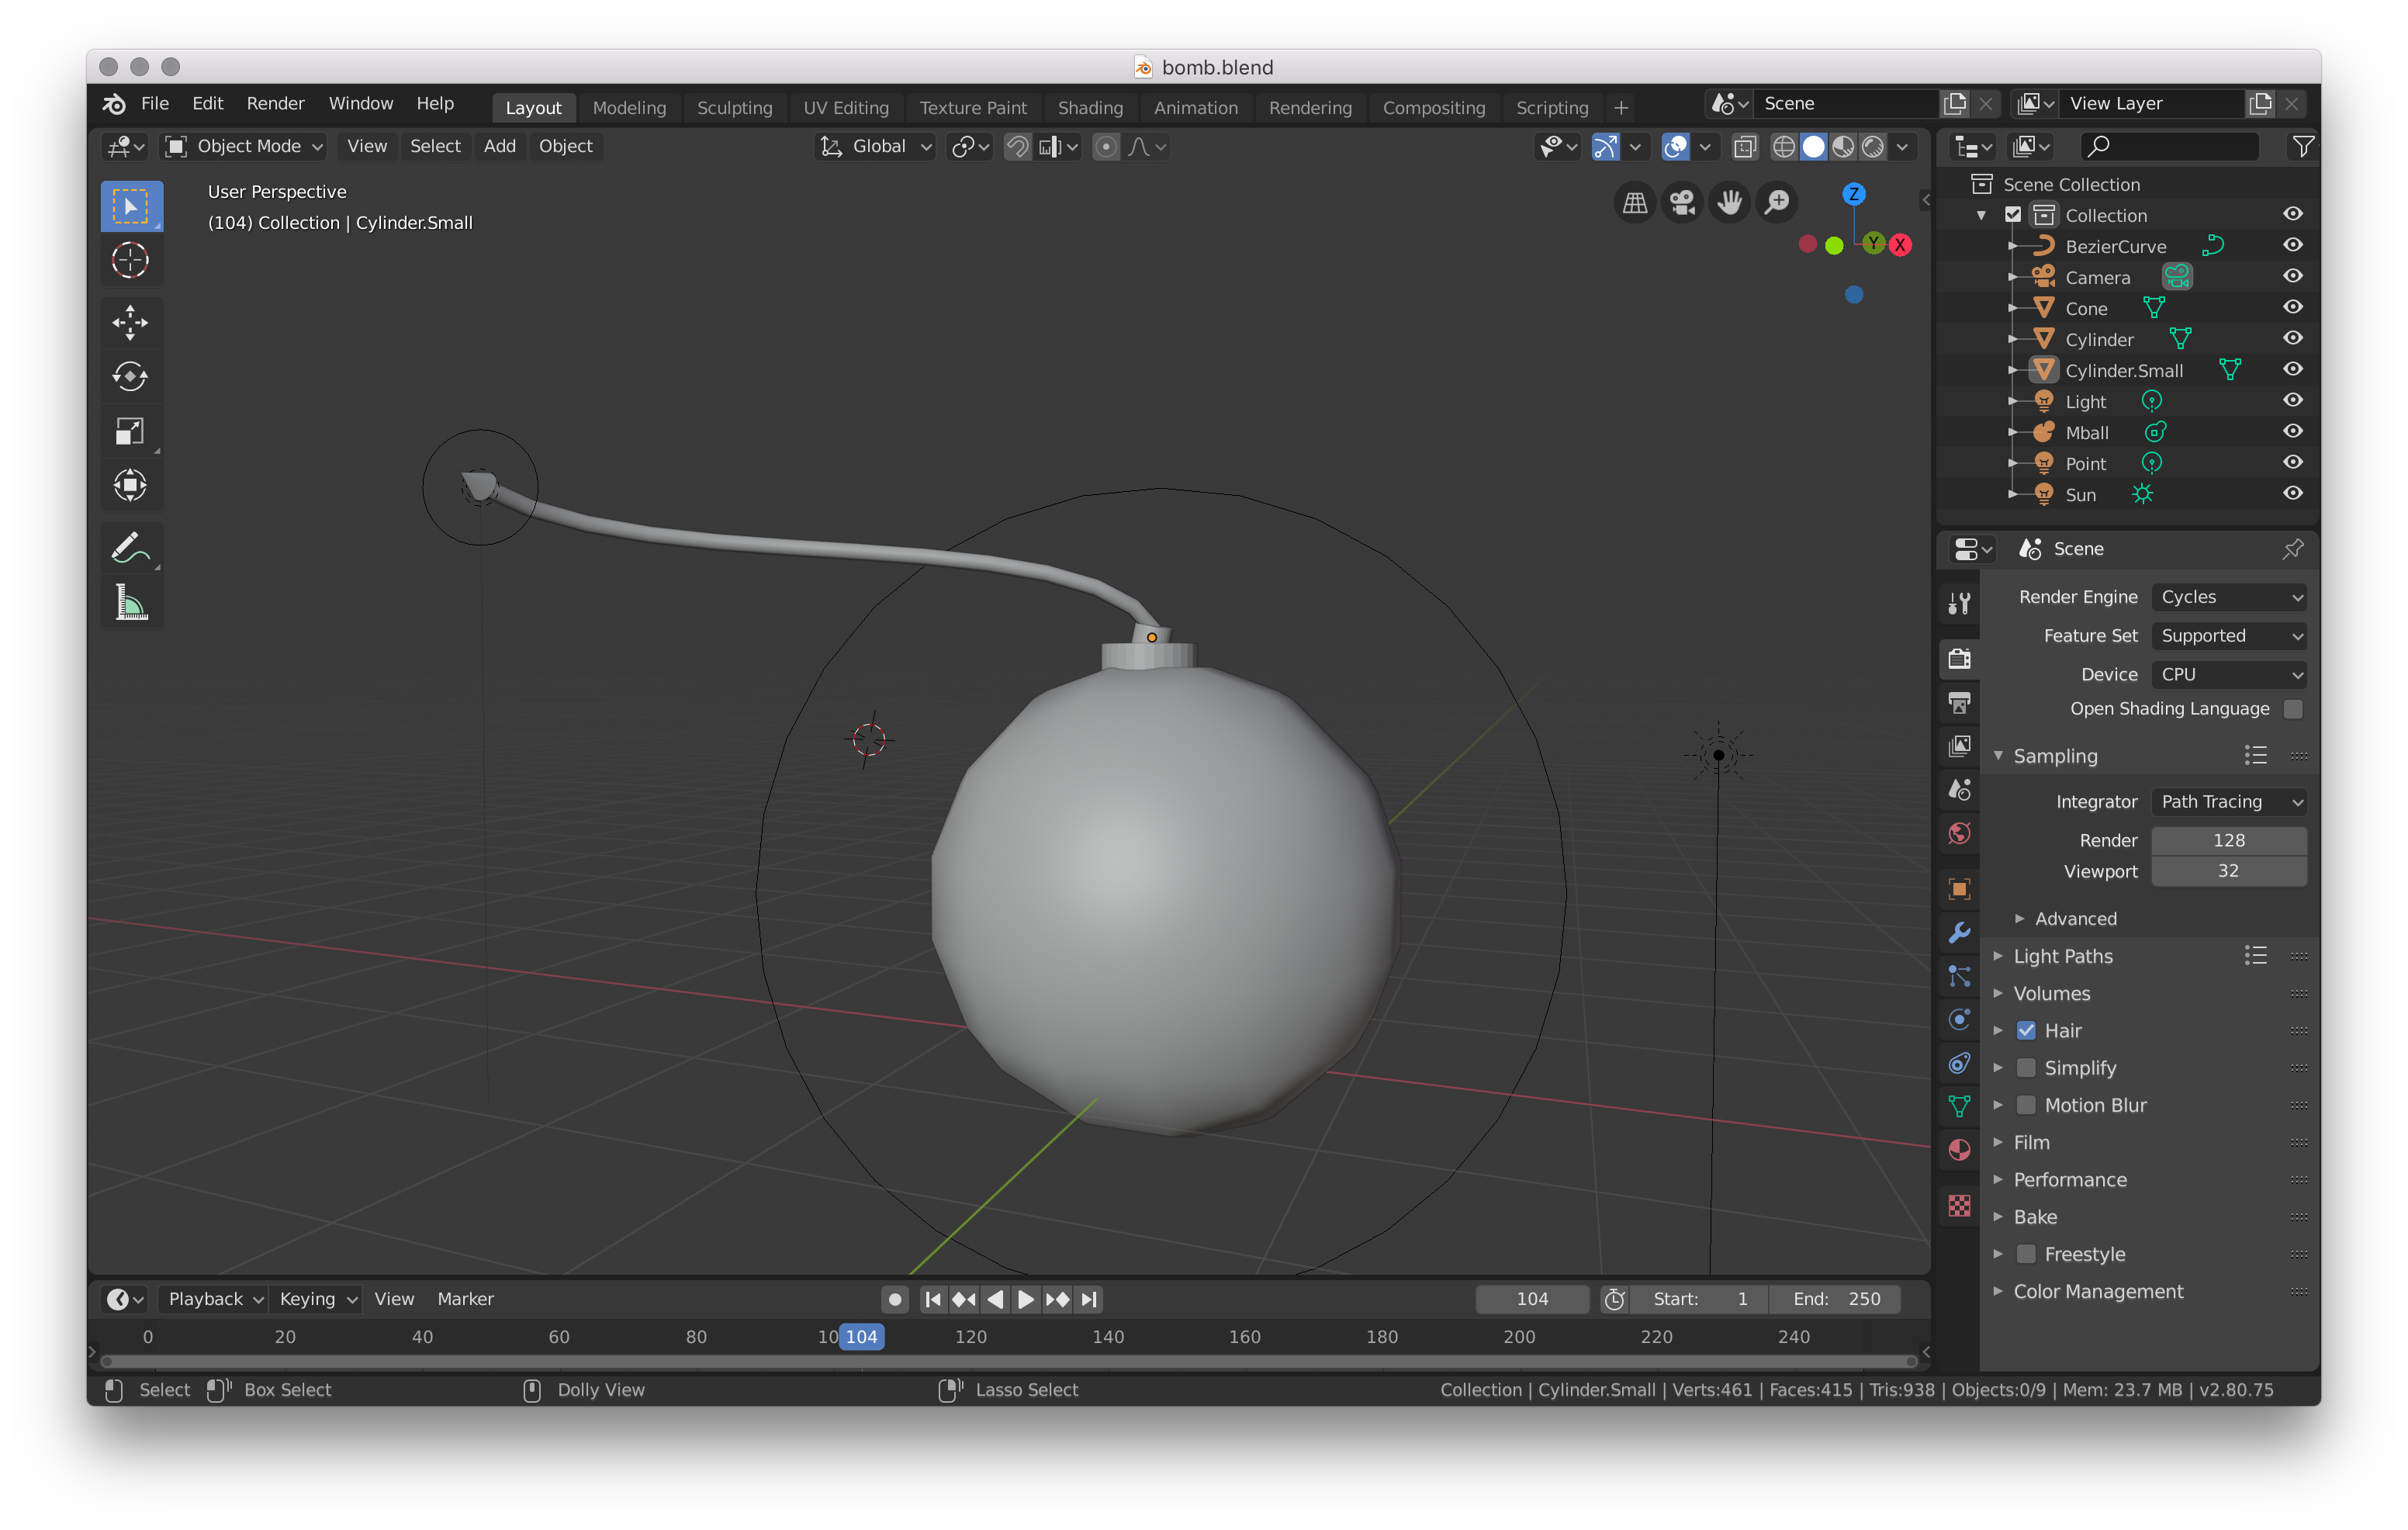 bomb.blend
File Edit Render Window Help Layout Modeling Sculpting UV Editing Texture Paint Shading Animation Rendering Compositing Scripting + Scene View Layer
Object Mode View Select Add Object Global
User Perspective
(104) Collection | Cylinder.Small
Z
Y X
Scene Collection
Collection
BezierCurve
Camera
Cone
Cylinder
Cylinder.Small
Light
Mball
Point
Sun
Scene
Render Engine Cycles
Feature Set Supported
Device CPU
Open Shading Language
Sampling
Integrator Path Tracing
Render 128
Viewport 32
Advanced
Light Paths
Volumes
Hair
Simplify
Motion Blur
Film
Performance
Bake
Freestyle
Color Management
Playback Keying View Marker 104 Start: 1 End: 250
0 20 40 60 80 10 104 120 140 160 180 200 220 240
Select Box Select Dolly View Lasso Select Collection | Cylinder.Small | Verts:461 | Faces:415 | Tris:938 | Objects:0/9 | Mem: 23.7 MB | v2.80.75